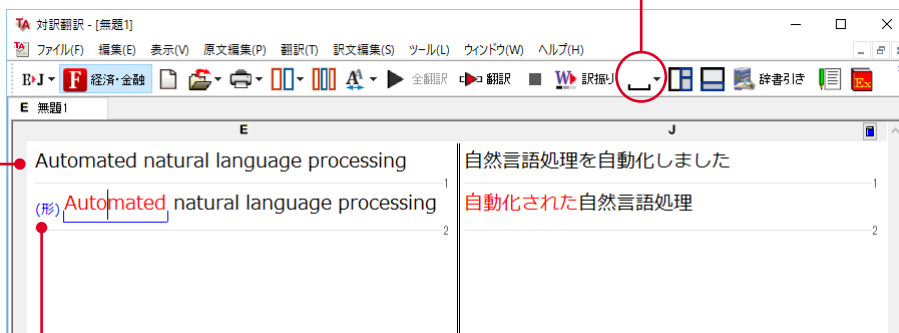 TA 対訳翻訳 - [無題1]
ファイル(F) 編集(E) 表示(V) 原文編集(P) 翻訳(T) 訳文編集(S) ツール(L) ウィンドウ(W) ヘルプ(H)
E▶J F 経済・金融 全翻訳 翻訳 W 訳振り 辞書引き Ex
E 無題1
E J
Automated natural language processing 自然言語処理を自動化しました
1 1
(形) Automated natural language processing 自動化された自然言語処理
2 2